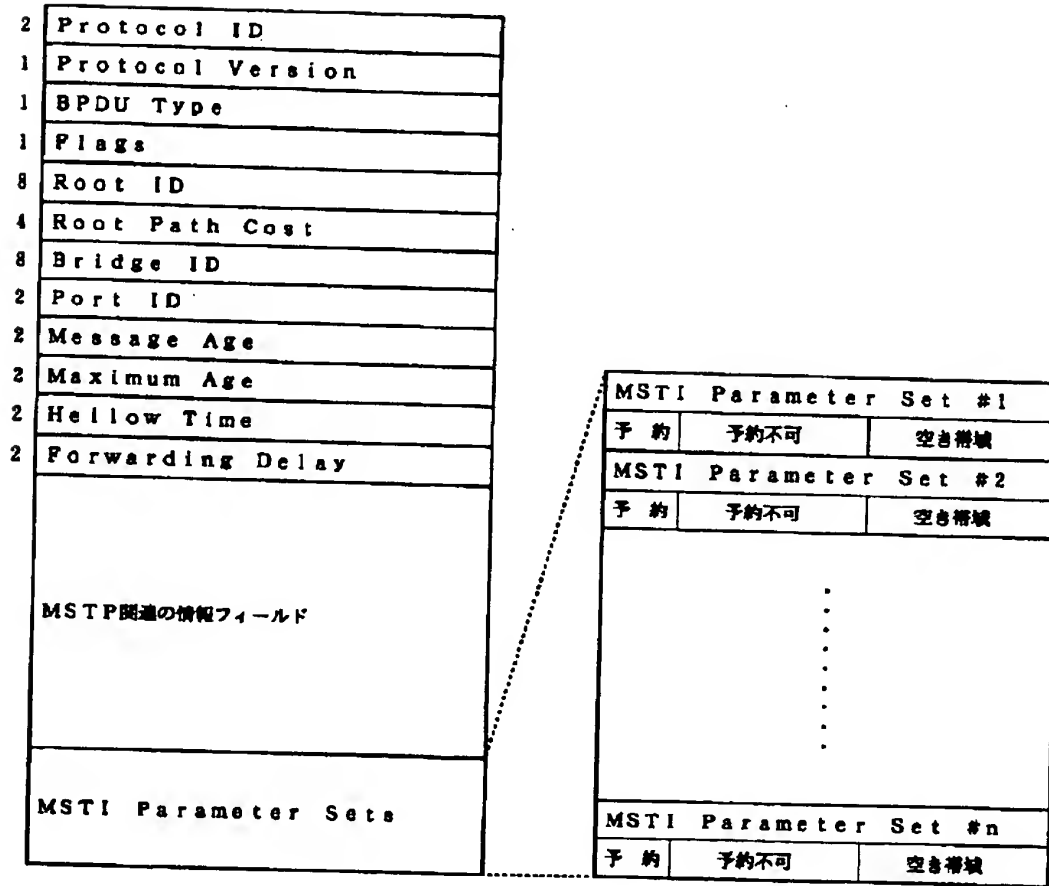 2 Protocol ID
1 Protocol Version
1 BPDU Type
1 Flags
8 Root ID
4 Root Path Cost
8 Bridge ID
2 Port ID
2 Message Age
2 Maximum Age
2 Hellow Time
2 Forwarding Delay
MSTP関連の情報フィールド
MSTI Parameter Sets
MSTI Parameter Set #1
予約 予約不可 空き帯域
MSTI Parameter Set #2
予約 予約不可 空き帯域
MSTI Parameter Set #n
予約 予約不可 空き帯域